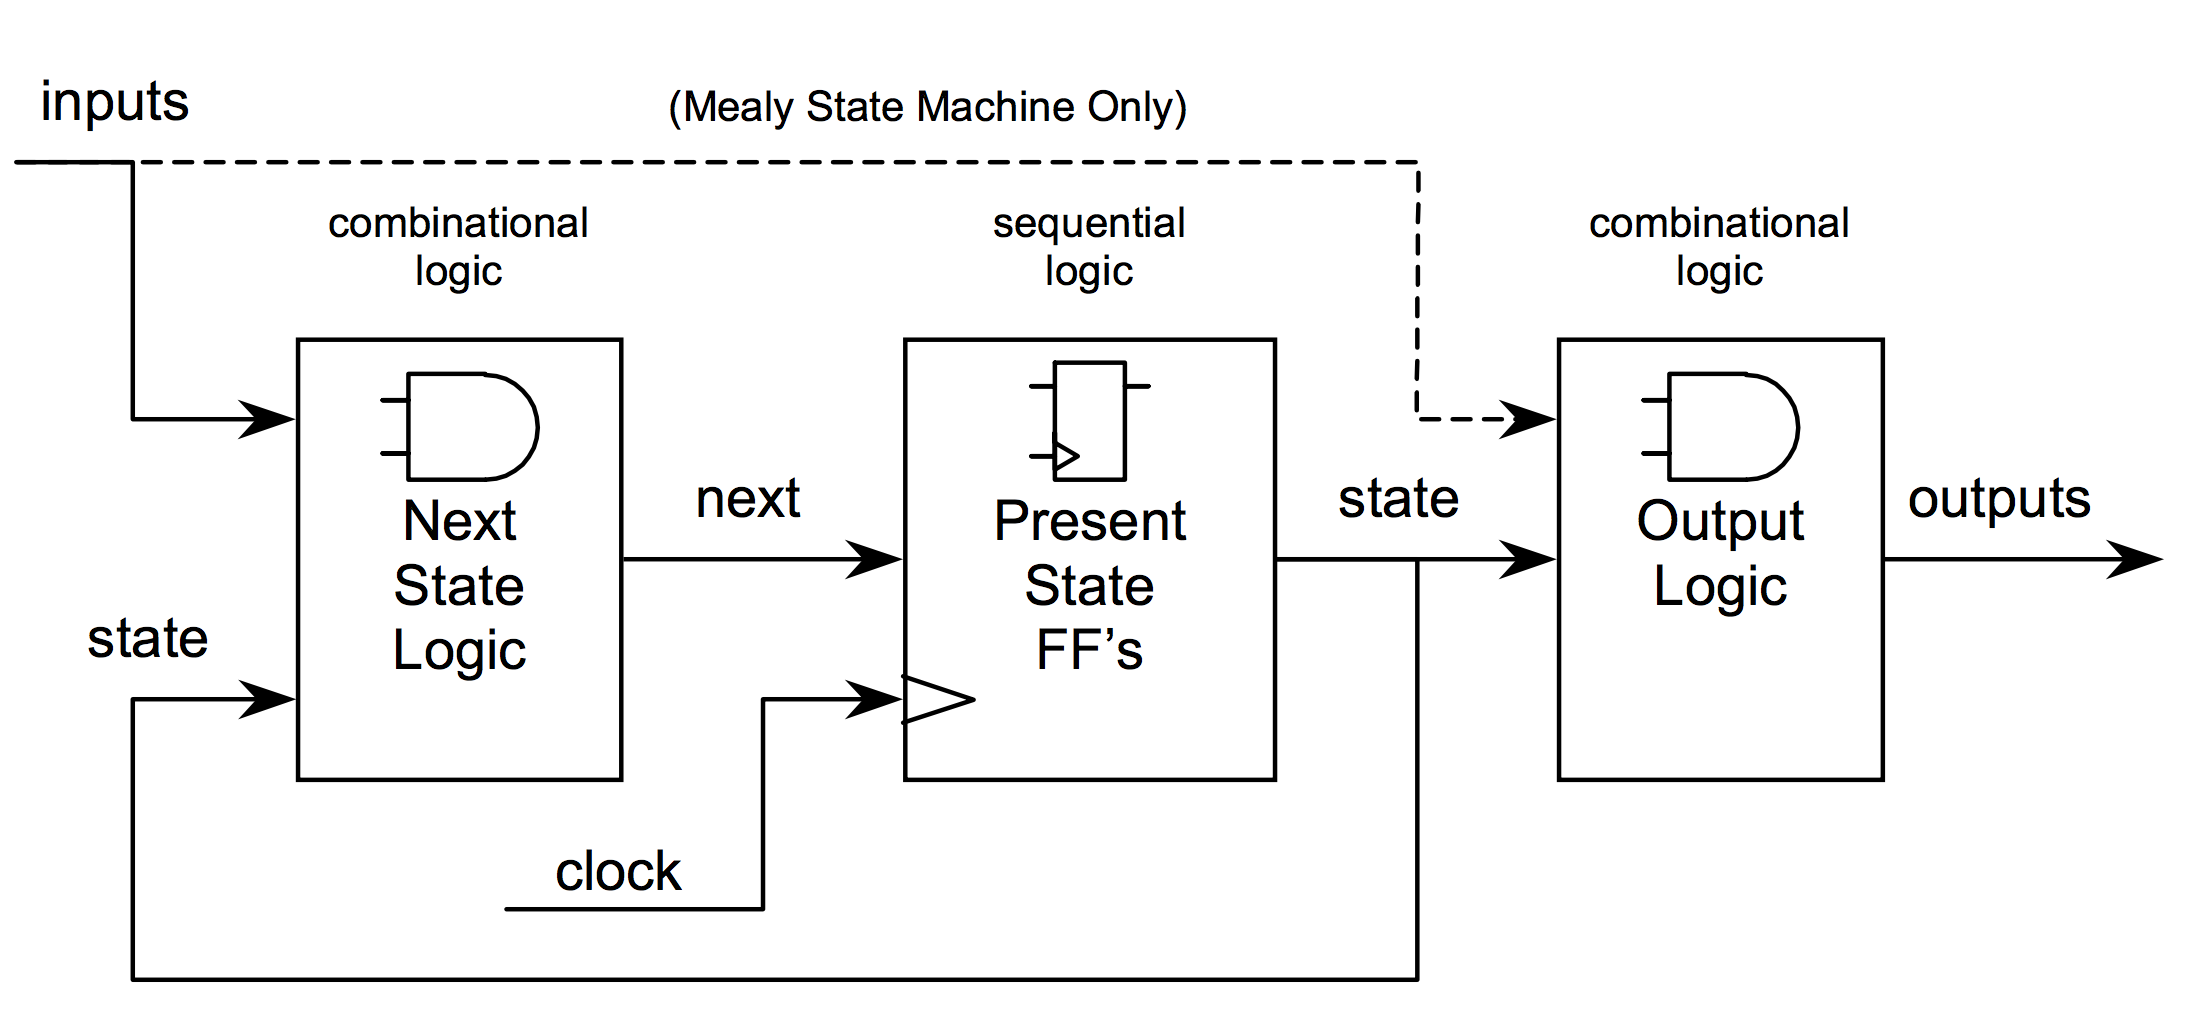 inputs
(Mealy State Machine Only)
combinational
logic
sequential
logic
combinational
logic
Next
State
Logic
next
Present
State
FF’s
state
Output
Logic
outputs
state
clock